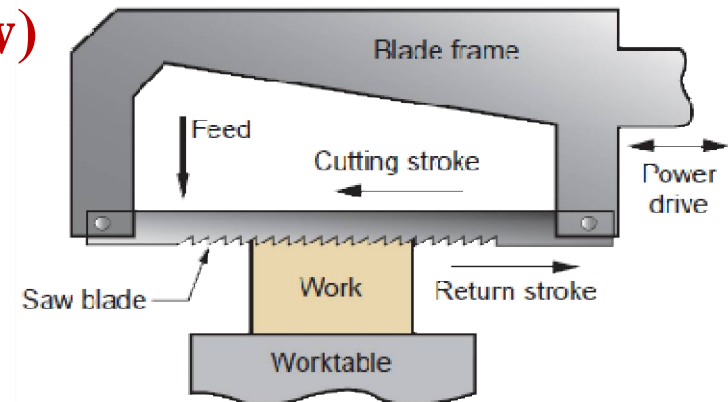 w)
Blade frame
Feed
Cutting stroke
Power
drive
Saw blade
Work
Return stroke
Worktable